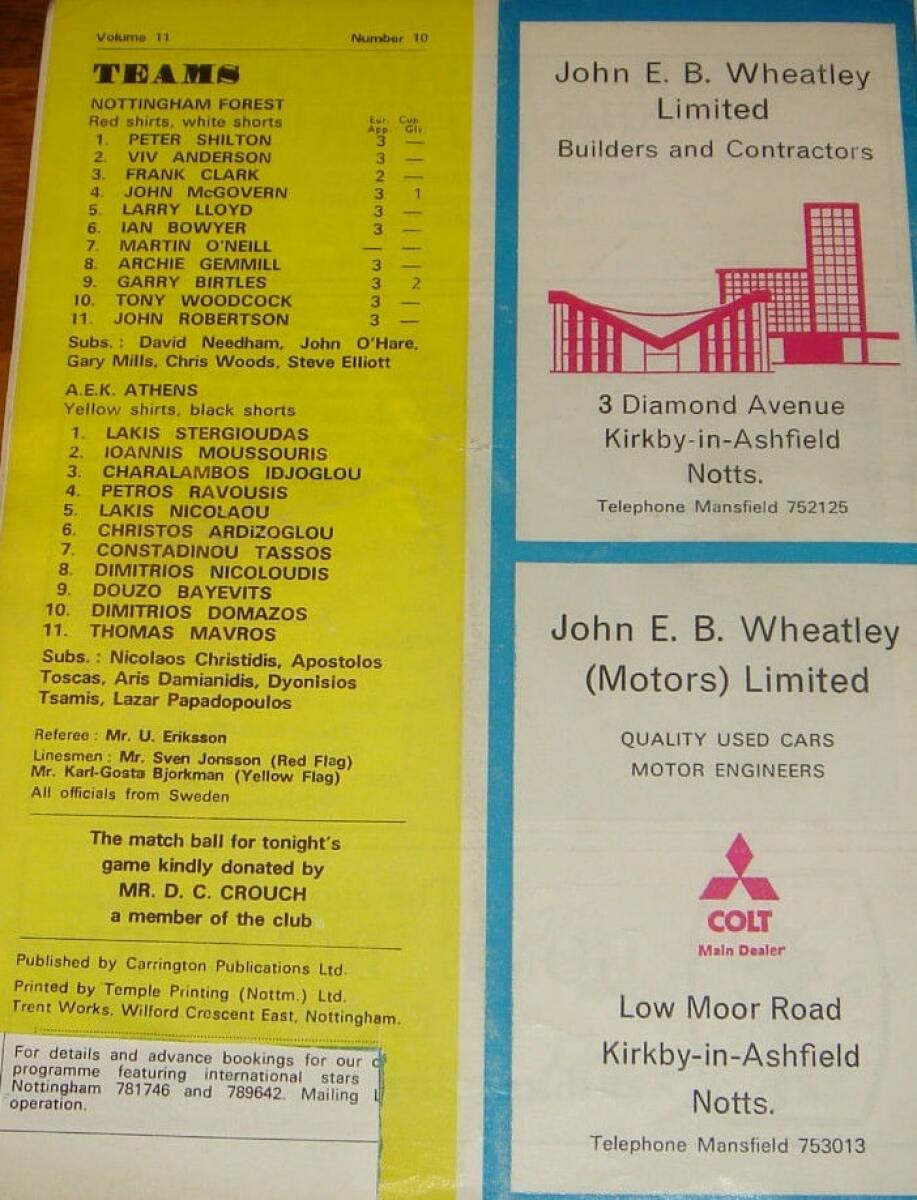 Volume 11 Number 10
TEAMS
NOTTINGHAM FOREST
Red shirts, white shorts Eur. App. Cup Gls
1. PETER SHILTON 3 —
2. VIV ANDERSON 3 —
3. FRANK CLARK 2 —
4. JOHN McGOVERN 3 1
5. LARRY LLOYD 3 —
6. IAN BOWYER 3 —
7. MARTIN O'NEILL — —
8. ARCHIE GEMMILL 3 —
9. GARRY BIRTLES 3 2
10. TONY WOODCOCK 3 —
11. JOHN ROBERTSON 3 —
Subs. : David Needham, John O'Hare,
Gary Mills, Chris Woods, Steve Elliott
A.E.K. ATHENS
Yellow shirts, black shorts
1. LAKIS STERGIOUDAS
2. IOANNIS MOUSSOURIS
3. CHARALAMBOS IDJOGLOU
4. PETROS RAVOUSIS
5. LAKIS NICOLAOU
6. CHRISTOS ARDiZOGLOU
7. CONSTADINOU TASSOS
8. DIMITRIOS NICOLOUDIS
9. DOUZO BAYEVITS
10. DIMITRIOS DOMAZOS
11. THOMAS MAVROS
Subs. : Nicolaos Christidis, Apostolos
Toscas, Aris Damianidis, Dyonisios
Tsamis, Lazar Papadopoulos
Referee : Mr. U. Eriksson
Linesmen : Mr. Sven Jonsson (Red Flag)
Mr. Karl-Gosta Bjorkman (Yellow Flag)
All officials from Sweden
The match ball for tonight's
game kindly donated by
MR. D. C. CROUCH
a member of the club
Published by Carrington Publications Ltd.
Printed by Temple Printing (Nottm.) Ltd.
Trent Works, Wilford Crescent East, Nottingham.
For details and advance bookings for our
programme featuring international stars
Nottingham 781746 and 789642. Mailing
operation.
John E. B. Wheatley
Limited
Builders and Contractors
3 Diamond Avenue
Kirkby-in-Ashfield
Notts.
Telephone Mansfield 752125
John E. B. Wheatley
(Motors) Limited
QUALITY USED CARS
MOTOR ENGINEERS
COLT
Main Dealer
Low Moor Road
Kirkby-in-Ashfield
Notts.
Telephone Mansfield 753013